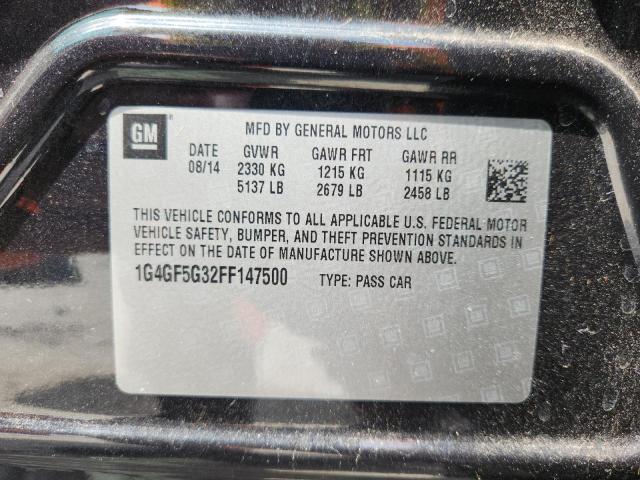 GM®
MFD BY GENERAL MOTORS LLC
DATE GVWR GAWR FRT GAWR RR
08/14 2330 KG 1215 KG 1115 KG
5137 LB 2679 LB 2458 LB
THIS VEHICLE CONFORMS TO ALL APPLICABLE U.S. FEDERAL MOTOR
VEHICLE SAFETY, BUMPER, AND THEFT PREVENTION STANDARDS IN
EFFECT ON THE DATE OF MANUFACTURE SHOWN ABOVE.
1G4GF5G32FF147500 TYPE: PASS CAR